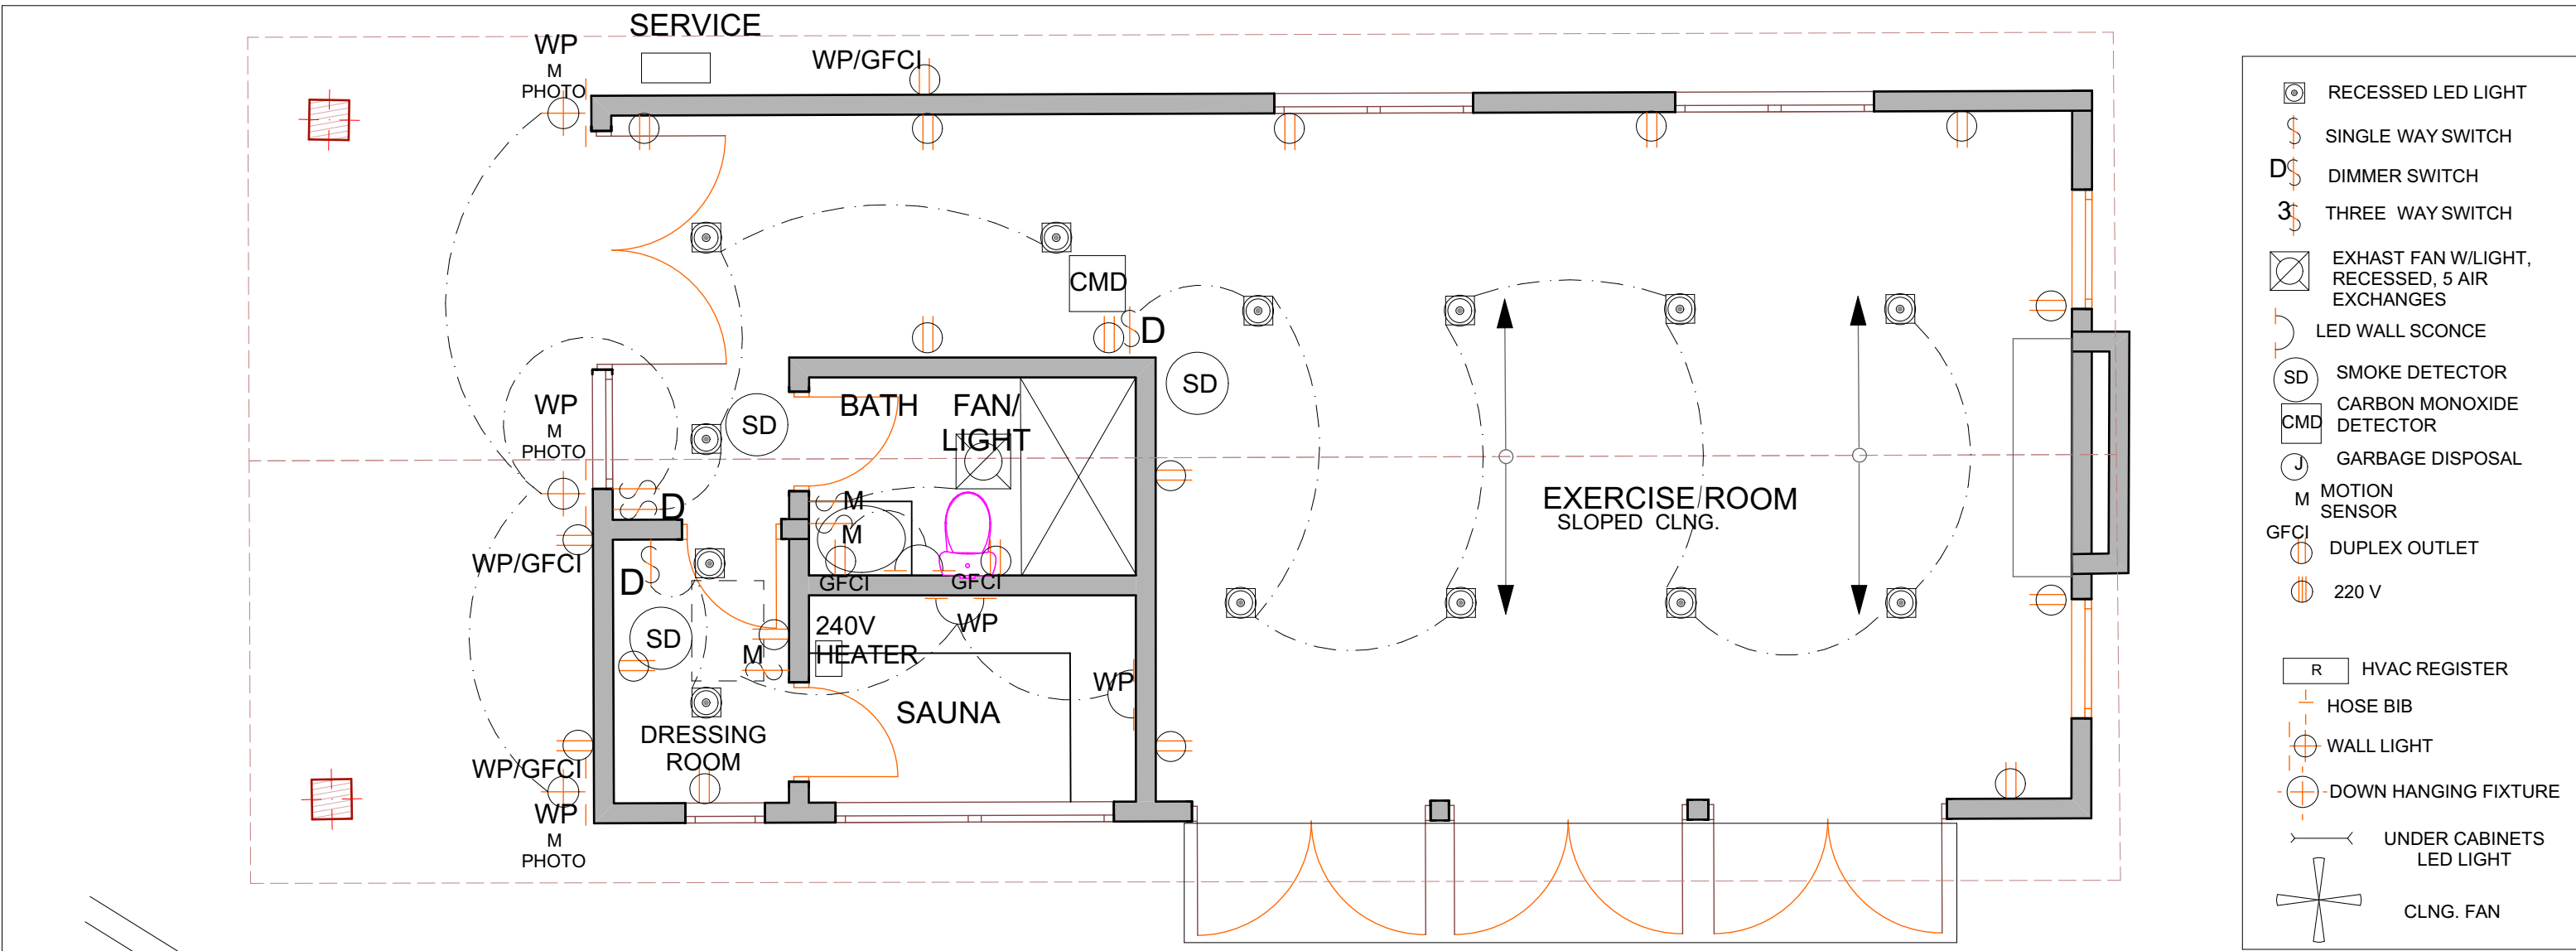 SERVICE
WP
M
PHOTO
WP/GFCI
CMD
D
SD
WP
M
PHOTO
SD
BATH
FAN/
LIGHT
D
M
M
EXERCISE ROOM
SLOPED CLNG.
WP/GFCI
D
GFCI
GFCI
SD
240V
HEATER
WP
M
WP
SAUNA
DRESSING
ROOM
WP/GFCI
WP
M
PHOTO
RECESSED LED LIGHT
SINGLE WAY SWITCH
D
DIMMER SWITCH
3
THREE WAY SWITCH
EXHAST FAN W/LIGHT,
RECESSED, 5 AIR
EXCHANGES
LED WALL SCONCE
SD
SMOKE DETECTOR
CMD
CARBON MONOXIDE
DETECTOR
J
GARBAGE DISPOSAL
M
MOTION
SENSOR
GFCI
DUPLEX OUTLET
220 V
R
HVAC REGISTER
HOSE BIB
WALL LIGHT
DOWN HANGING FIXTURE
UNDER CABINETS
LED LIGHT
CLNG. FAN